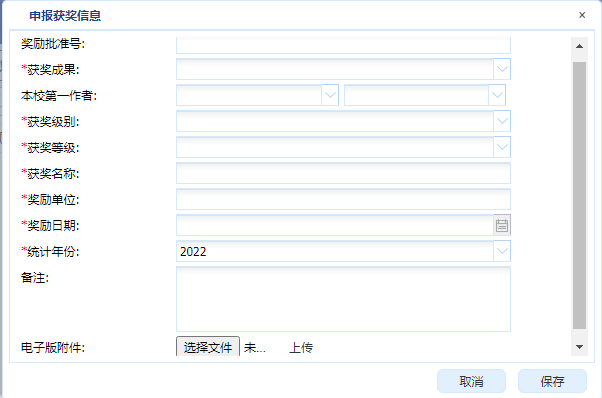 申报获奖信息 ×
奖励批准号:
*获奖成果:
本校第一作者:
*获奖级别:
*获奖等级:
*获奖名称:
*奖励单位:
*奖励日期:
*统计年份: 2022
备注:
电子版附件: 选择文件 未... 上传
取消 保存